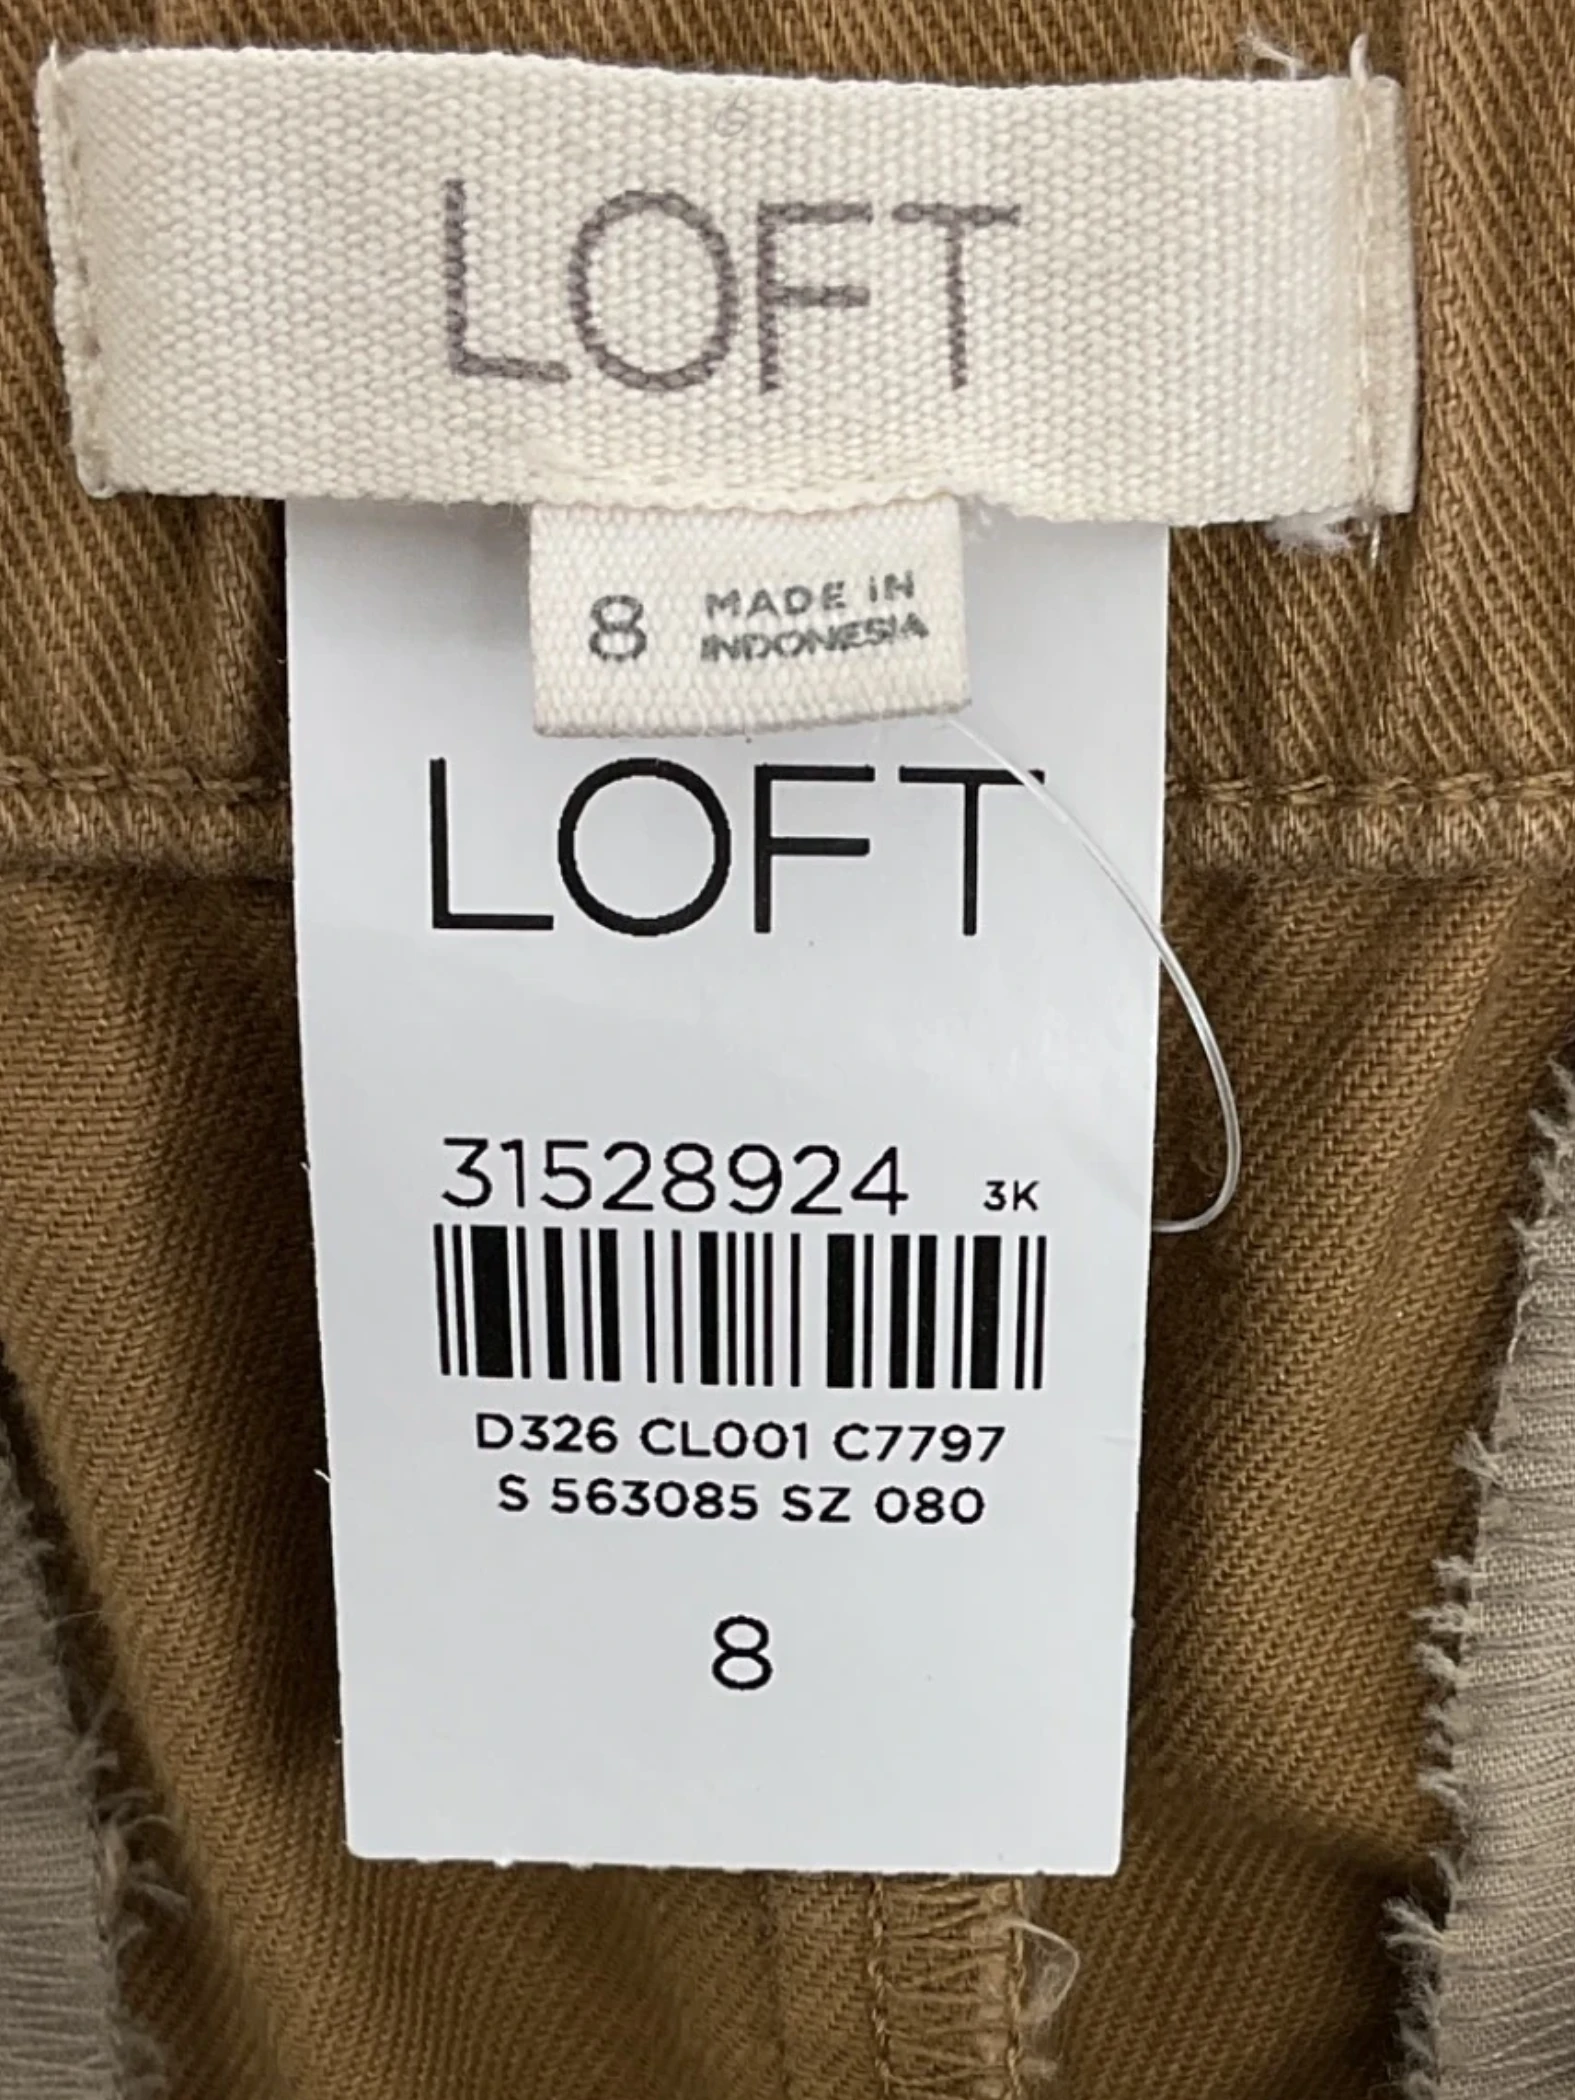 LOFT
8 MADE IN
INDONESIA
LOFT
31528924 3K
D326 CL001 C7797
S 563085 SZ 080
8